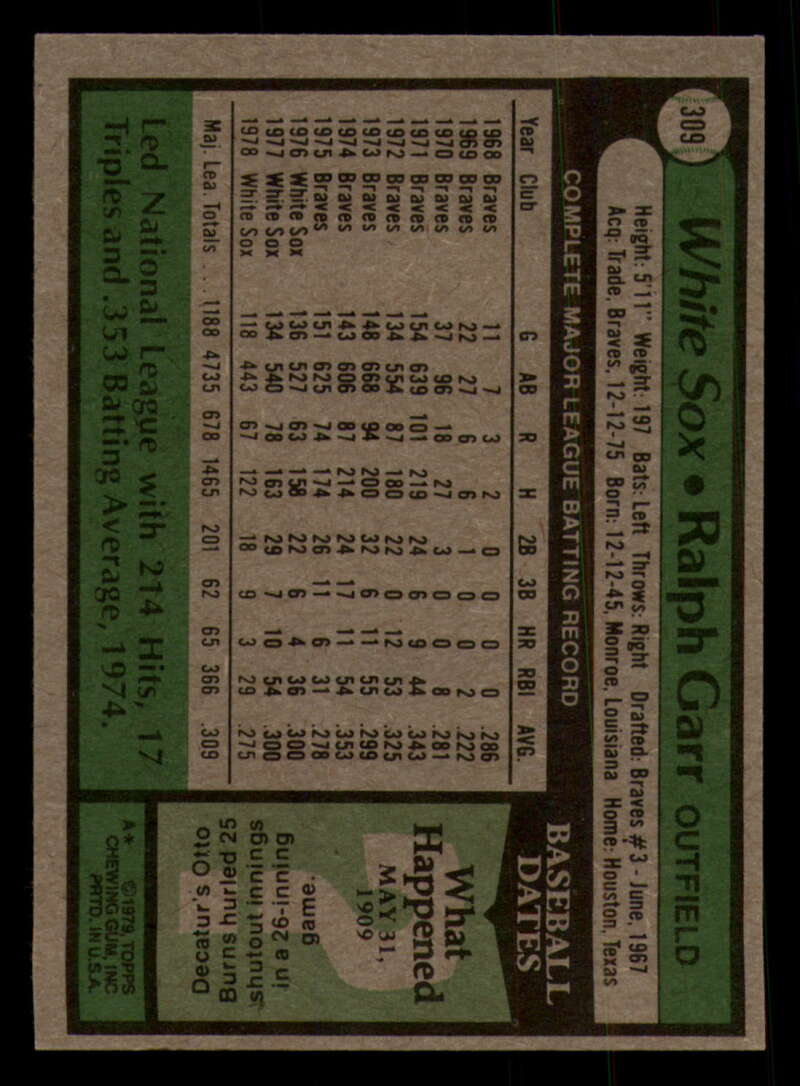 309
White Sox • Ralph Garr OUTFIELD
Height: 5'11" Weight: 197 Bats: Left Throws: Right Drafted: Braves #3 - June, 1967
Acq: Trade, Braves, 12-12-75 Born: 12-12-45, Monroe, Louisiana Home: Houston, Texas
COMPLETE MAJOR LEAGUE BATTING RECORD
Year Club G AB R H 2B 3B HR RBI AVG.
1968 Braves 11 7 3 2 0 0 0 0 .286
1969 Braves 22 27 6 6 1 0 0 2 .222
1970 Braves 37 96 18 27 3 0 0 8 .281
1971 Braves 154 639 101 219 24 6 9 44 .343
1972 Braves 134 554 87 180 22 0 12 53 .325
1973 Braves 148 668 94 200 32 6 11 55 .299
1974 Braves 143 606 87 214 24 17 11 54 .353
1975 Braves 151 625 74 174 26 11 6 31 .278
1976 White Sox 136 527 63 158 22 6 4 36 .300
1977 White Sox 134 540 78 163 29 7 10 54 .300
1978 White Sox 118 443 67 122 18 9 3 29 .275
Maj. Lea. Totals . . . 1188 4735 678 1465 201 62 65 366 .309
Led National League with 214 Hits, 17
Triples and .353 Batting Average, 1974.
BASEBALL
DATES
What
Happened
MAY 31,
1909
Decatur's Otto
Burns hurled 25
shutout innings
in a 26-inning
game.
A** ©1979, TOPPS
CHEWING GUM, INC
PRTD. IN U.S.A.